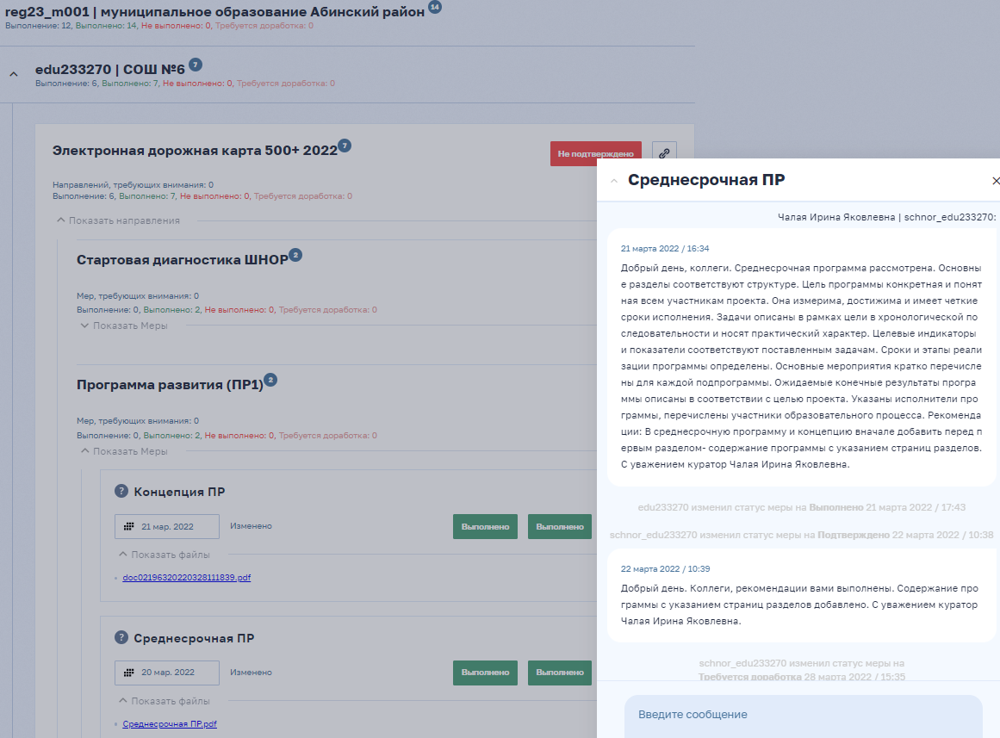 reg23_m001 | муниципальное образование Абинский район 14
Выполнение: 12, Выполнено: 14, Не выполнено: 0, Требуется доработка: 0
edu233270 | СОШ №6 7
Выполнение: 6, Выполнено: 7, Не выполнено: 0, Требуется доработка: 0
Электронная дорожная карта 500+ 2022 7
Не подтверждено
Направлений, требующих внимания: 0
Выполнение: 6, Выполнено: 7, Не выполнено: 0, Требуется доработка: 0
Показать направления
Стартовая диагностика ШНОР 2
Мер, требующих внимания: 0
Выполнение: 0, Выполнено: 2, Не выполнено: 0, Требуется доработка: 0
Показать Меры
Программа развития (ПР1) 2
Мер, требующих внимания: 0
Выполнение: 0, Выполнено: 2, Не выполнено: 0, Требуется доработка: 0
Показать Меры
? Концепция ПР
21 мар. 2022 Изменено Выполнено Выполнено
Показать файлы
doc02196320220328111839.pdf
? Среднесрочная ПР
20 мар. 2022 Изменено Выполнено Выполнено
Показать файлы
Среднесрочная ПР.pdf
Среднесрочная ПР
Чалая Ирина Яковлевна | schnor_edu233270:
21 марта 2022 / 16:34
Добрый день, коллеги. Среднесрочная программа рассмотрена. Основны
е разделы соответствуют структуре. Цель программы конкретная и понят
ная всем участникам проекта. Она измерима, достижима и имеет четкие
сроки исполнения. Задачи описаны в рамках цели в хронологической по
следовательности и носят практический характер. Целевые индикаторы
и показатели соответствуют поставленным задачам. Сроки и этапы реали
зации программы определены. Основные мероприятия кратко перечисле
ны для каждой подпрограммы. Ожидаемые конечные результаты програ
ммы описаны в соответствии с целью проекта. Указаны исполнители про
граммы, перечислены участники образовательного процесса. Рекоменда
ции: В среднесрочную программу и концепцию вначале добавить перед п
ервым разделом- содержание программы с указанием страниц разделов.
С уважением куратор Чалая Ирина Яковлевна.
edu233270 изменил статус меры на Выполнено 21 марта 2022 / 17:43
schnor_edu233270 изменил статус меры на Подтверждено 22 марта 2022 / 10:38
22 марта 2022 / 10:39
Добрый день. Коллеги, рекомендации вами выполнены. Содержание про
граммы с указанием страниц разделов добавлено. С уважением куратор
Чалая Ирина Яковлевна.
schnor_edu233270 изменил статус меры на
Требуется доработка 28 марта 2022 / 15:35
Введите сообщение